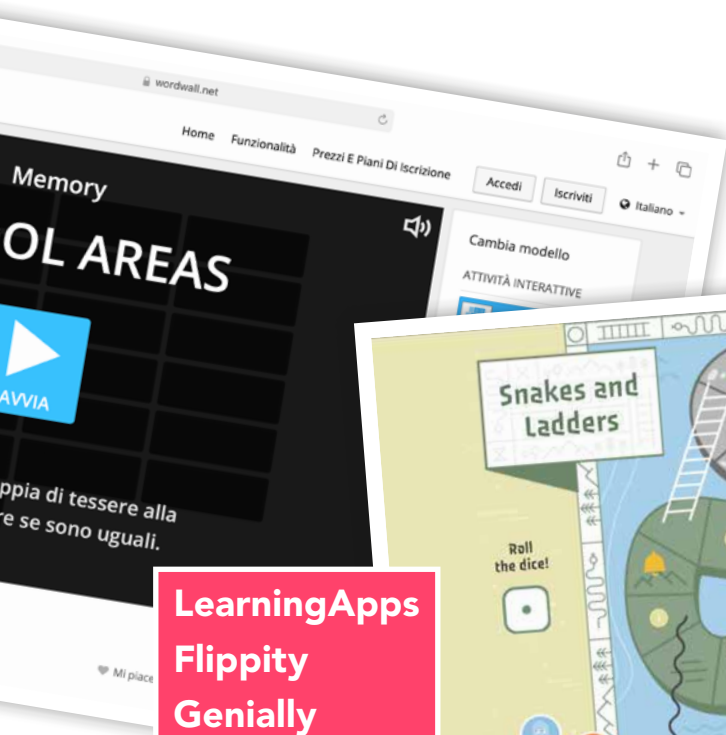 wordwall.net
Home Funzionalità Prezzi E Piani Di Iscrizione
Accedi Iscriviti Italiano
Memory
OL AREAS
AVVIA
ppia di tessere alla
re se sono uguali.
Mi piace
Cambia modello
ATTIVITÀ INTERATTIVE
Snakes and
Ladders
Roll
the dice!
LearningApps
Flippity
Genially